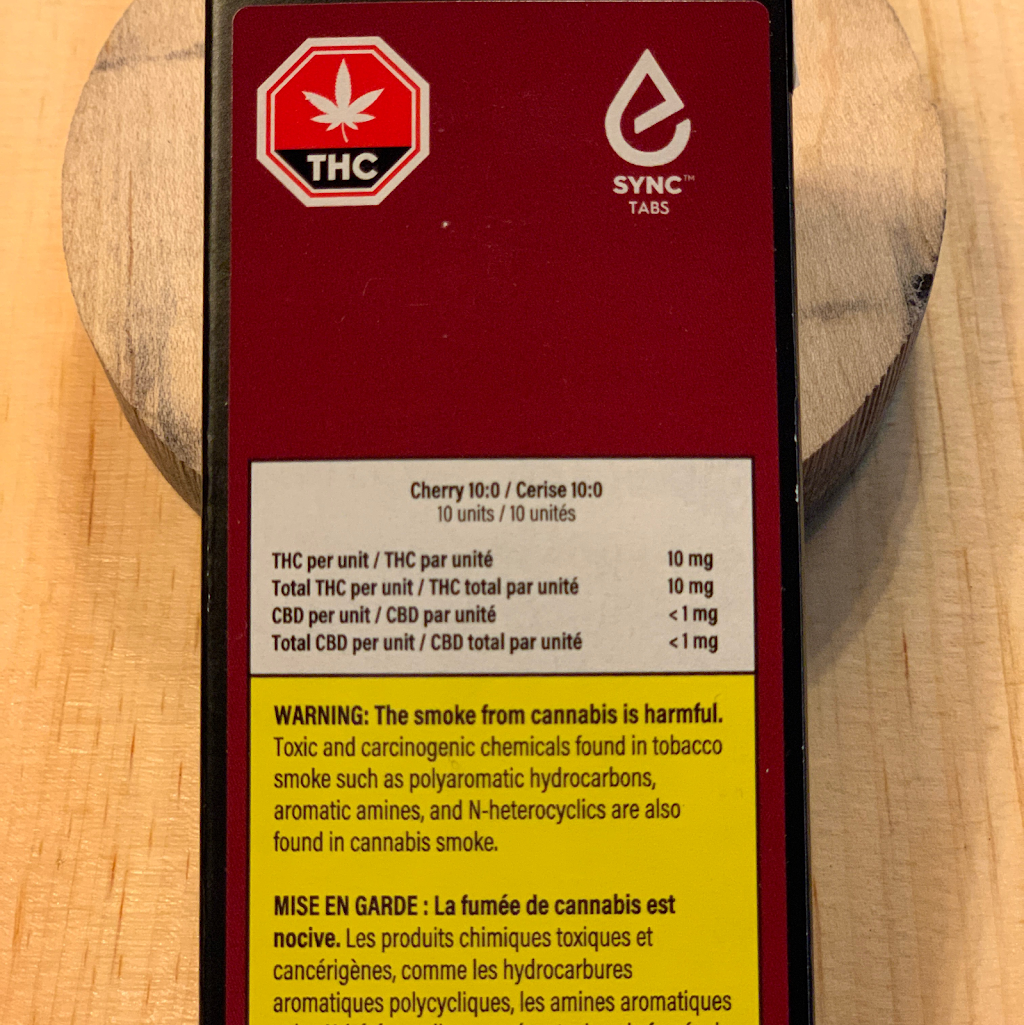 THC
SYNC™
TABS
Cherry 10:0 / Cerise 10:0
10 units / 10 unités
THC per unit / THC par unité 10 mg
Total THC per unit / THC total par unité 10 mg
CBD per unit / CBD par unité <1 mg
Total CBD per unit / CBD total par unité <1 mg
WARNING: The smoke from cannabis is harmful.
Toxic and carcinogenic chemicals found in tobacco
smoke such as polyaromatic hydrocarbons,
aromatic amines, and N-heterocyclics are also
found in cannabis smoke.
MISE EN GARDE : La fumée de cannabis est
nocive. Les produits chimiques toxiques et
cancérigènes, comme les hydrocarbures
aromatiques polycycliques, les amines aromatiques